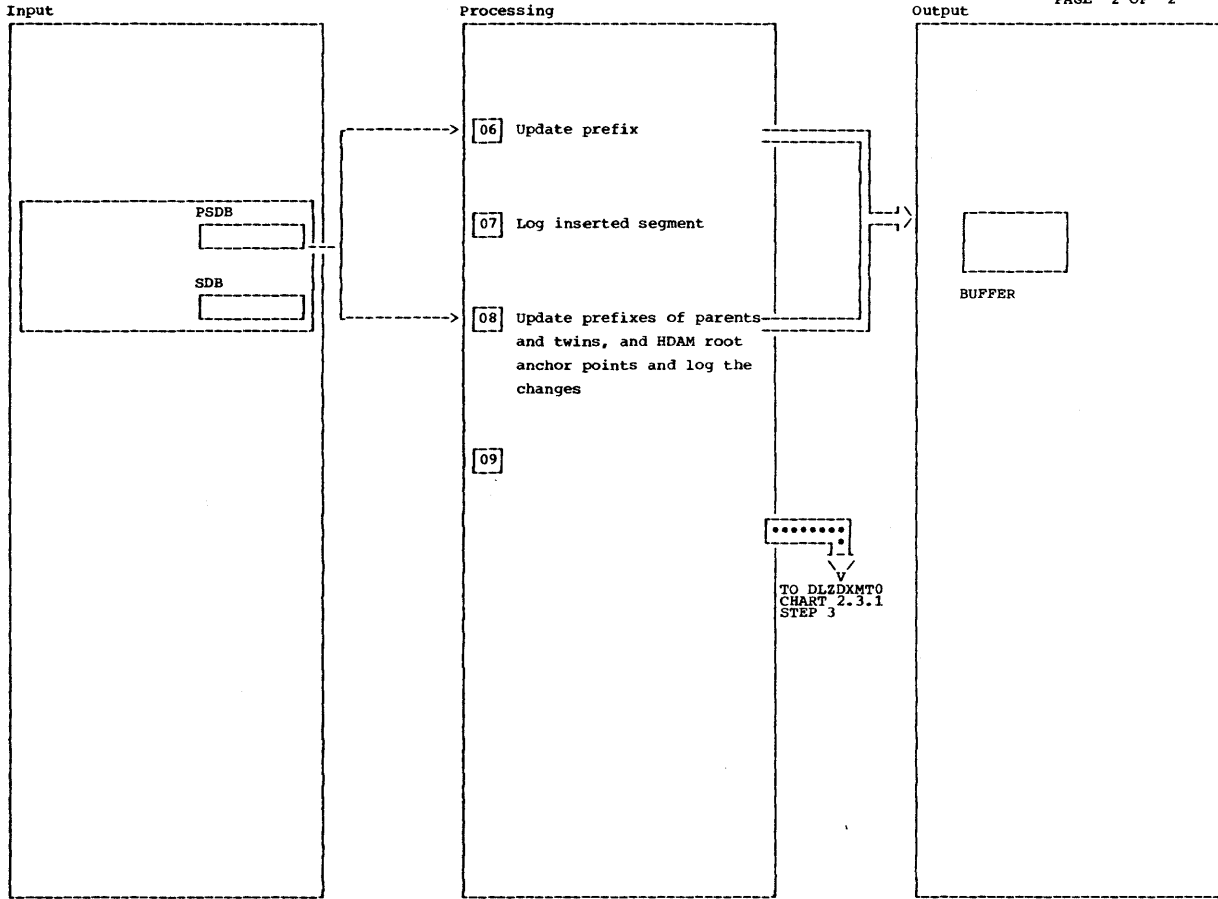 PAGE 2 OF 2
Input
Processing
Output
06 Update prefix
PSDB
07 Log inserted segment
SDB
BUFFER
08 Update prefixes of parents
and twins, and HDAM root
anchor points and log the
changes
09
TO DLZDXMT0
CHART 2.3.1
STEP 3